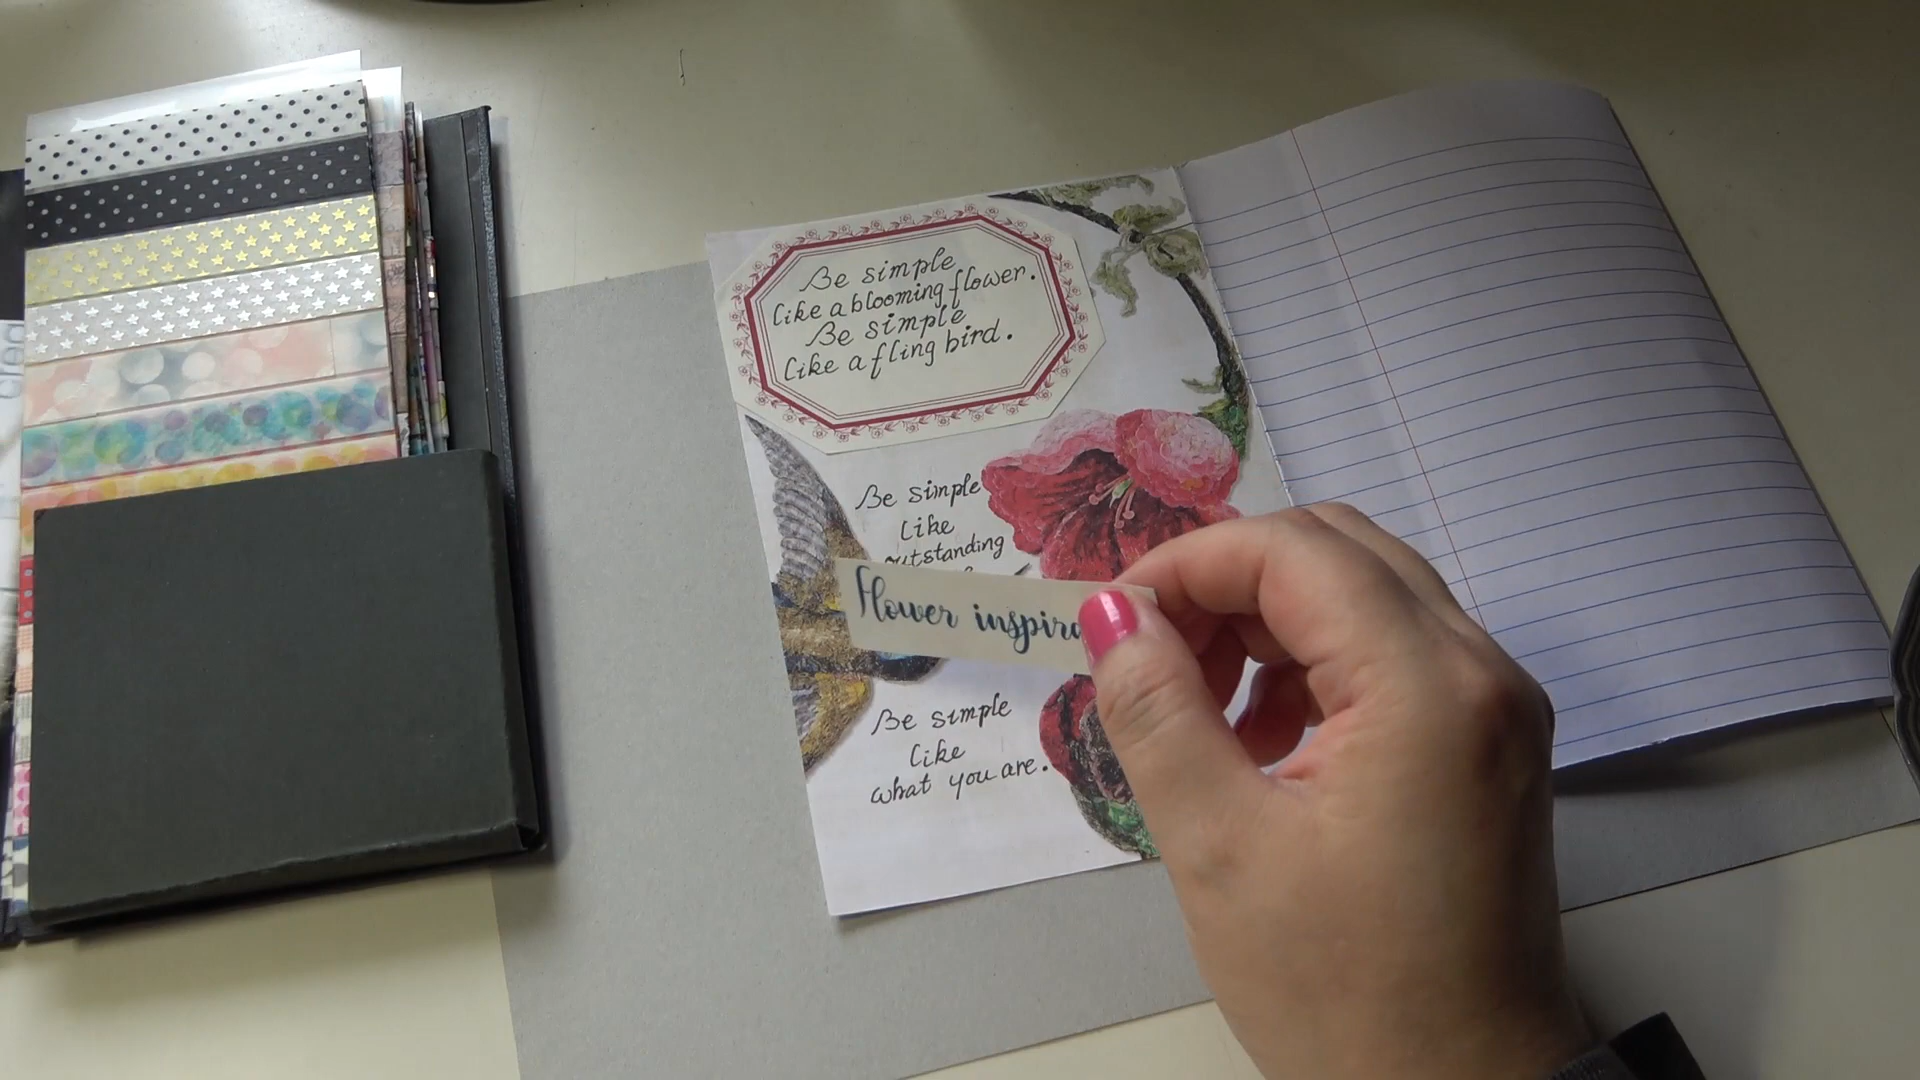 Be simple
like a blooming flower.
Be simple
like a fling bird.
Be simple
like
outstanding
Flower inspira
Be simple
like
what you are.